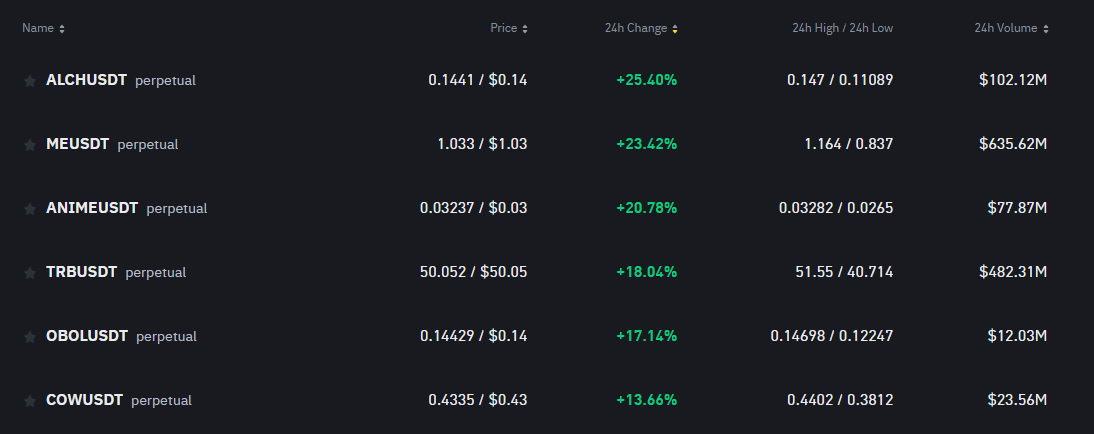 Name Price 24h Change 24h High / 24h Low 24h Volume
ALCHUSDT perpetual 0.1441 / $0.14 +25.40% 0.147 / 0.11089 $102.12M
MEUSDT perpetual 1.033 / $1.03 +23.42% 1.164 / 0.837 $635.62M
ANIMEUSDT perpetual 0.03237 / $0.03 +20.78% 0.03282 / 0.0265 $77.87M
TRBUSDT perpetual 50.052 / $50.05 +18.04% 51.55 / 40.714 $482.31M
OBOLUSDT perpetual 0.14429 / $0.14 +17.14% 0.14698 / 0.12247 $12.03M
COWUSDT perpetual 0.4335 / $0.43 +13.66% 0.4402 / 0.3812 $23.56M